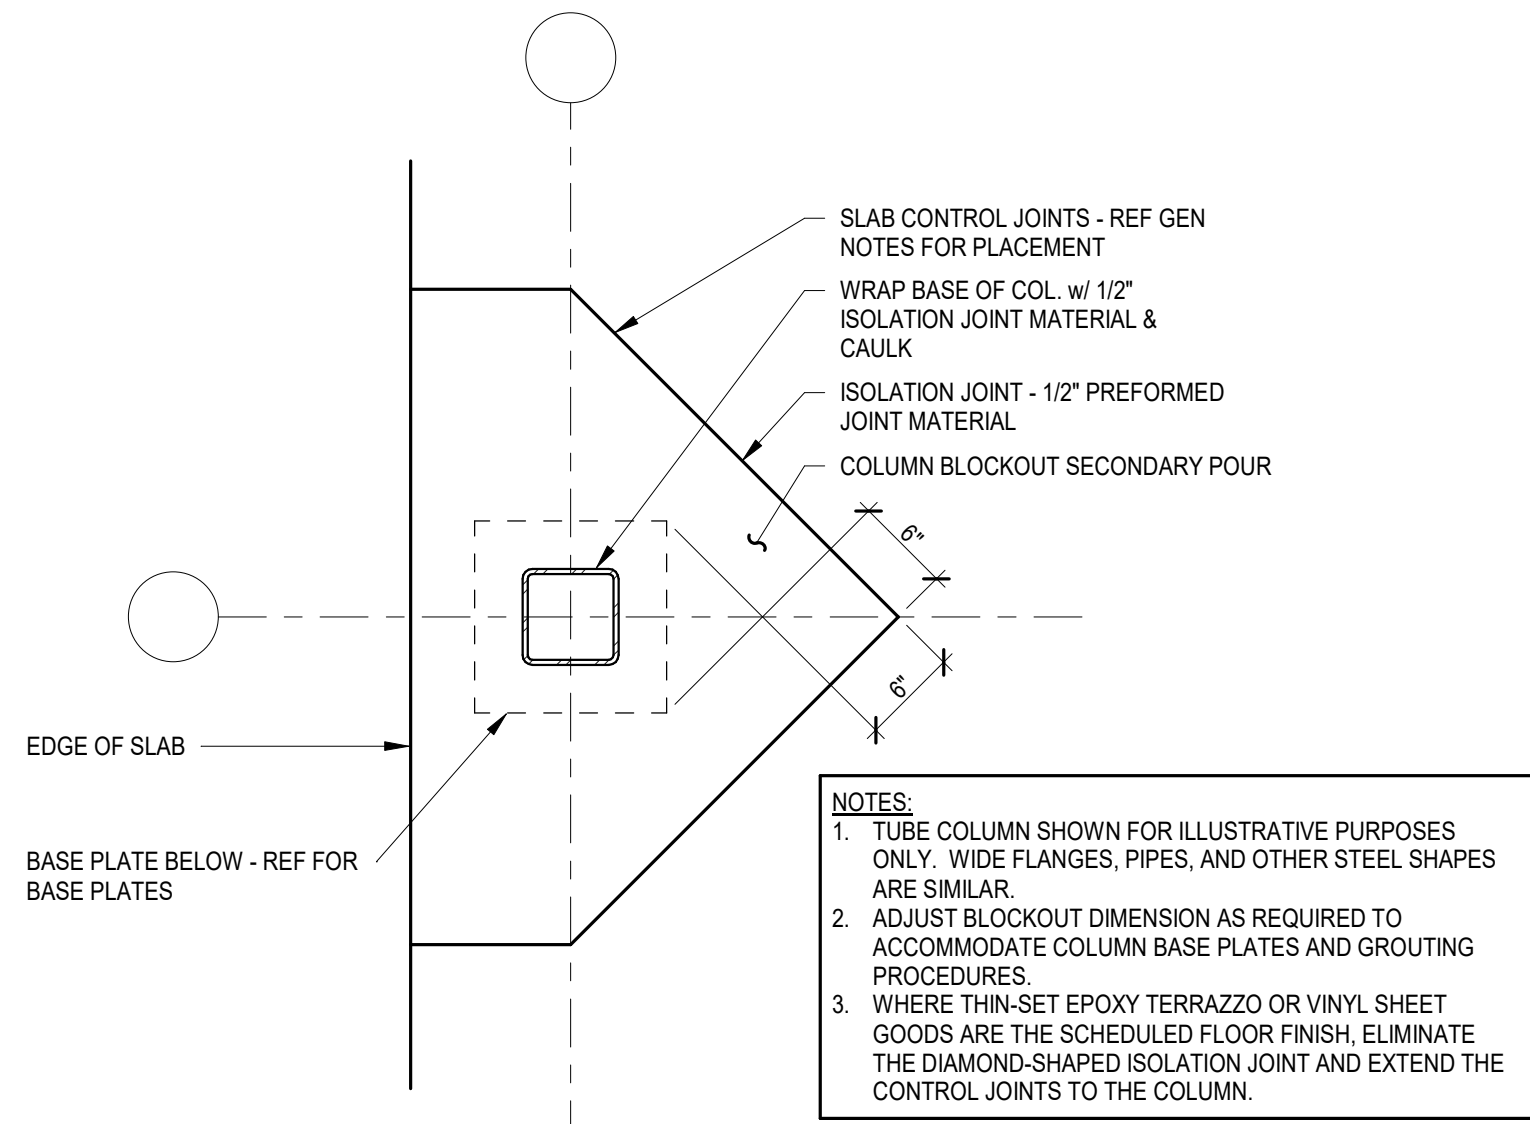 SLAB CONTROL JOINTS - REF GEN
NOTES FOR PLACEMENT
WRAP BASE OF COL. w/ 1/2"
ISOLATION JOINT MATERIAL &
CAULK
ISOLATION JOINT - 1/2" PREFORMED
JOINT MATERIAL
COLUMN BLOCKOUT SECONDARY POUR
6"
6"
EDGE OF SLAB
BASE PLATE BELOW - REF FOR
BASE PLATES
NOTES:
1. TUBE COLUMN SHOWN FOR ILLUSTRATIVE PURPOSES
ONLY. WIDE FLANGES, PIPES, AND OTHER STEEL SHAPES
ARE SIMILAR.
2. ADJUST BLOCKOUT DIMENSION AS REQUIRED TO
ACCOMMODATE COLUMN BASE PLATES AND GROUTING
PROCEDURES.
3. WHERE THIN-SET EPOXY TERRAZZO OR VINYL SHEET
GOODS ARE THE SCHEDULED FLOOR FINISH, ELIMINATE
THE DIAMOND-SHAPED ISOLATION JOINT AND EXTEND THE
CONTROL JOINTS TO THE COLUMN.